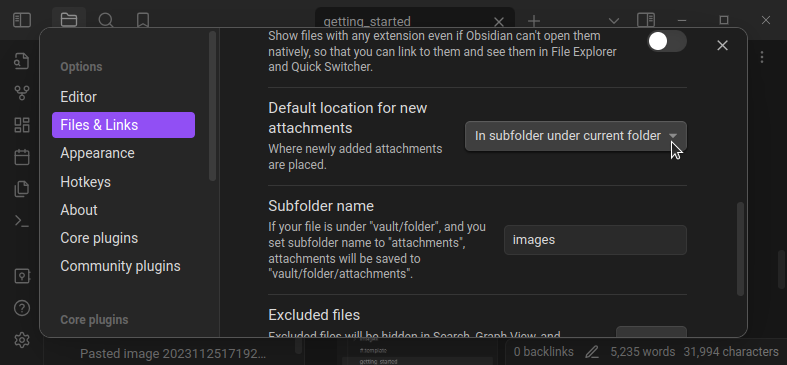 getting_started
Show files with any extension even if Obsidian can't open them
natively, so that you can link to them and see them in File Explorer
and Quick Switcher.
Options
Editor
Files & Links
Appearance
Hotkeys
About
Core plugins
Community plugins
Core plugins
Default location for new
attachments
Where newly added attachments
are placed.
In subfolder under current folder
Subfolder name
If your file is under "vault/folder", and you
set subfolder name to "attachments",
attachments will be saved to
"vault/folder/attachments".
images
Excluded files
Excluded files will be hidden in Search, Graph View, and
Pasted image 2023112517192...
images
# template
getting_started
0 backlinks
5,235 words
31,994 characters